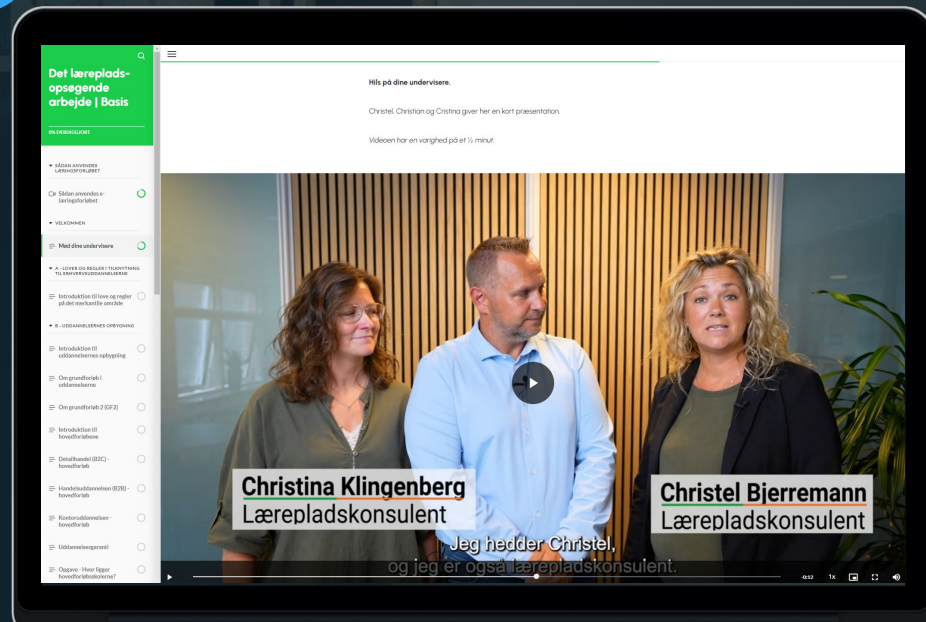 Det læreplads-
opsøgende
arbejde | Basis
0% FÆRDIGGJORT
SÅDAN ANVENDES
LÆRINGSFORLØBET
Sådan anvendes e-
læringsforløbet
VELKOMMEN
Mød dine undervisere
A - LOVER OG REGLER I TILKNYTNING
TIL ERHVERVSUDDANNELSERNE
Introduktion til love og regler
på det merkantile område
B - UDDANNELSERNES OPBYGNING
Introduktion til
uddannelsernes opbygning
Om grundforløb i
uddannelserne
Om grundforløb 2 (GF2)
Introduktion til
hovedforløbene
Detailhandel (B2C) -
hovedforløb
Handelsuddannelsen (B2B) -
hovedforløb
Kontoruddannelsen -
hovedforløb
Uddannelsesgaranti
Opgave - Hvor ligger
hovedforløbsskolerne?
Hils på dine undervisere.
Christel, Christian og Cristina giver her en kort præsentation.
Videoen har en varighed på et ½ minut.
Christina Klingenberg
Lærepladskonsulent
Christel Bjerremann
Lærepladskonsulent
Jeg hedder Christel,
og jeg er også lærepladskonsulent.
-0:12 1x